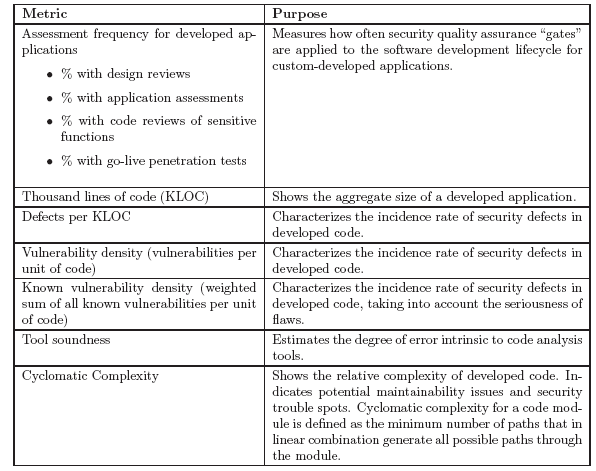 Metric
Purpose
Assessment frequency for developed ap-
plications
• % with design reviews
• % with application assessments
• % with code reviews of sensitive
functions
• % with go-live penetration tests
Measures how often security quality assurance “gates”
are applied to the software development lifecycle for
custom-developed applications.
Thousand lines of code (KLOC)
Shows the aggregate size of a developed application.
Defects per KLOC
Characterizes the incidence rate of security defects in
developed code.
Vulnerability density (vulnerabilities per
unit of code)
Characterizes the incidence rate of security defects in
developed code.
Known vulnerability density (weighted
sum of all known vulnerabilities per unit
of code)
Characterizes the incidence rate of security defects in
developed code, taking into account the seriousness of
flaws.
Tool soundness
Estimates the degree of error intrinsic to code analysis
tools.
Cyclomatic Complexity
Shows the relative complexity of developed code. In-
dicates potential maintainability issues and security
trouble spots. Cyclomatic complexity for a code mod-
ule is defined as the minimum number of paths that in
linear combination generate all possible paths through
the module.